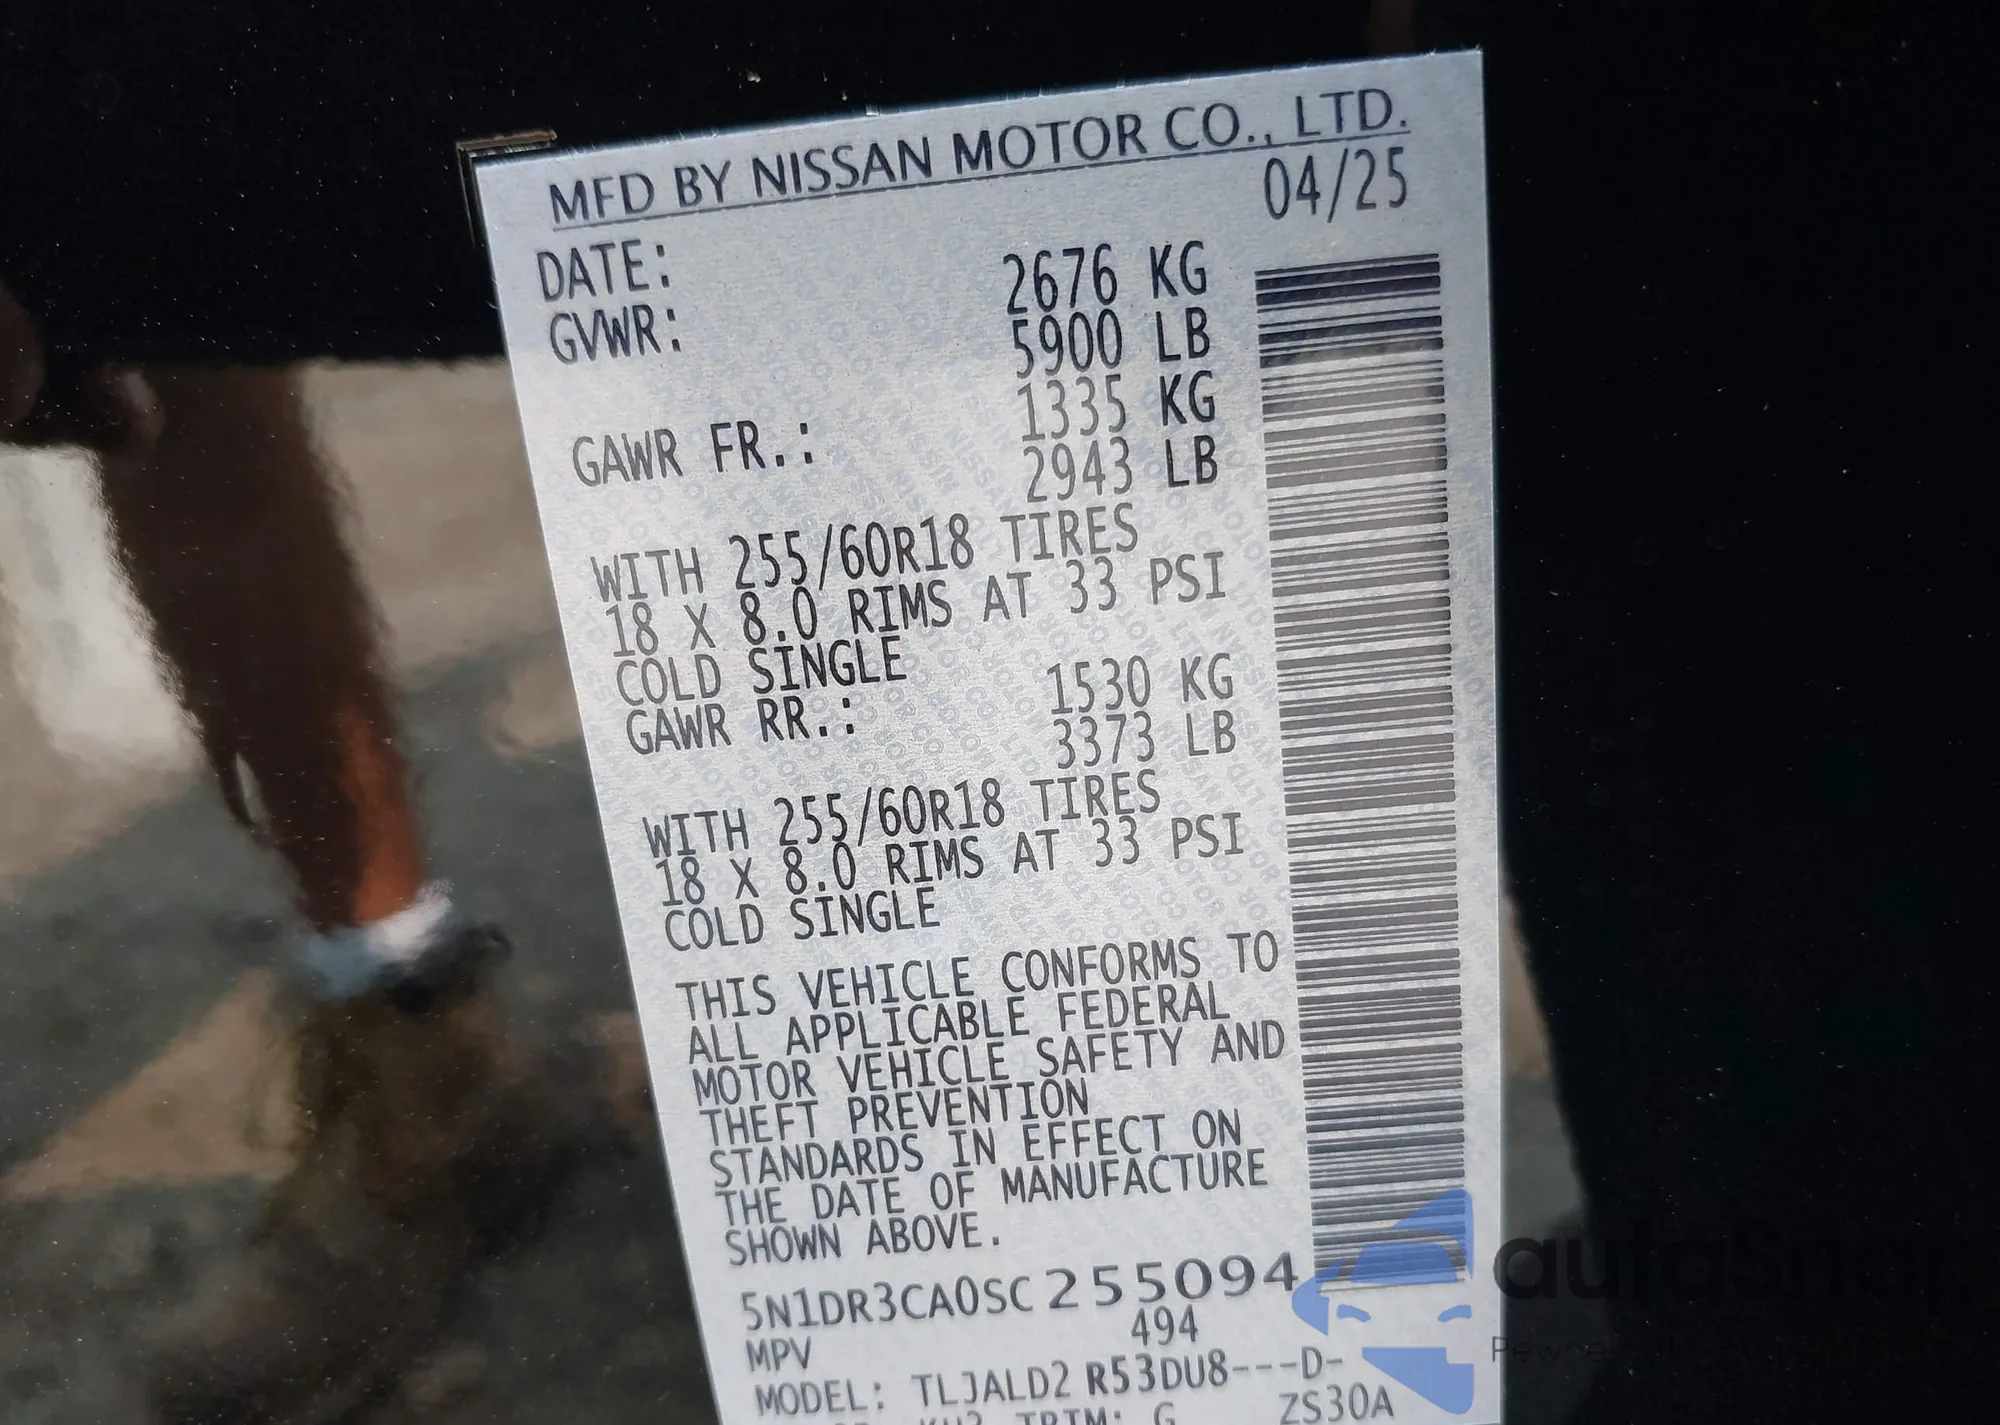 MFD BY NISSAN MOTOR CO., LTD.
DATE: 04/25
GVWR: 2676 KG
5900 LB
GAWR FR.: 1335 KG
2943 LB
WITH 255/60R18 TIRES
18 X 8.0 RIMS AT 33 PSI
COLD SINGLE
GAWR RR.: 1530 KG
3373 LB
WITH 255/60R18 TIRES
18 X 8.0 RIMS AT 33 PSI
COLD SINGLE
THIS VEHICLE CONFORMS TO
ALL APPLICABLE FEDERAL
MOTOR VEHICLE SAFETY AND
THEFT PREVENTION
STANDARDS IN EFFECT ON
THE DATE OF MANUFACTURE
SHOWN ABOVE.
5N1DR3CA0SC255094
MPV 494
MODEL: TLJALD2 R53DU8---D-
TRIM: G ZS30A